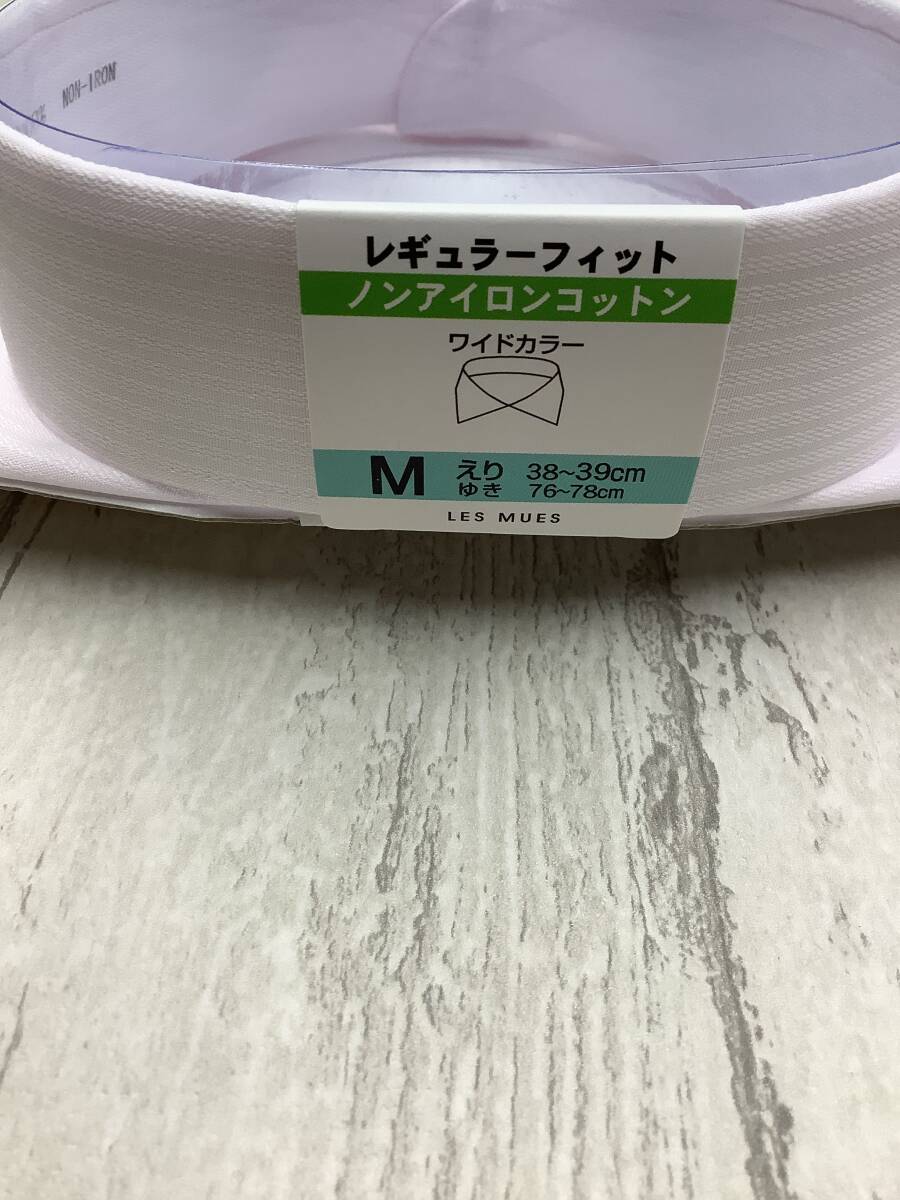 NON-IRON
レギュラーフィット
ノンアイロンコットン
ワイドカラー
M えり 38~39cm
ゆき 76~78cm
LES MUES